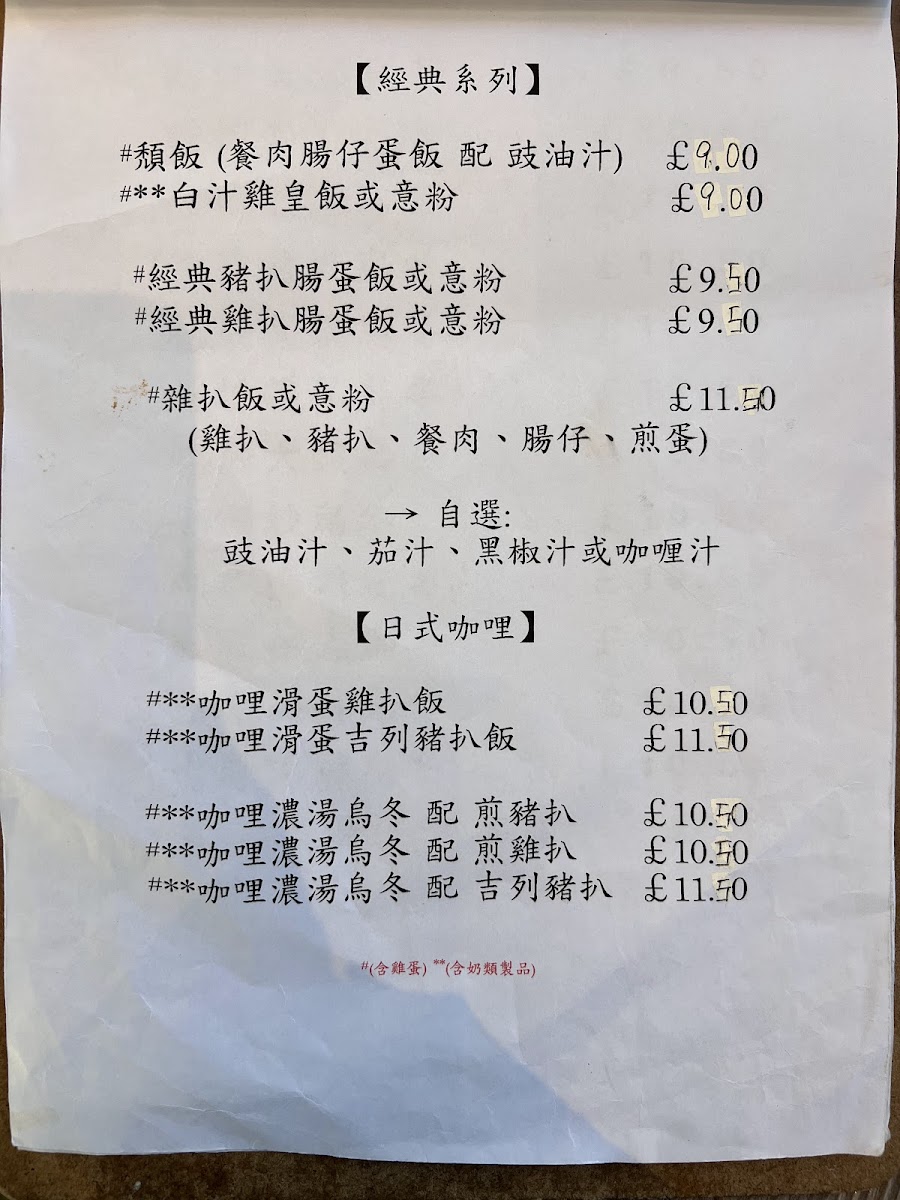 【經典系列】
#頹飯 (餐肉腸仔蛋飯 配 豉油汁) £9.00
#**白汁雞皇飯或意粉 £9.00
#經典豬扒腸蛋飯或意粉 £9.50
#經典雞扒腸蛋飯或意粉 £9.50
#雜扒飯或意粉 £11.50
(雞扒、豬扒、餐肉、腸仔、煎蛋)
→ 自選:
豉油汁、茄汁、黑椒汁或咖喱汁
【日式咖哩】
#**咖哩滑蛋雞扒飯 £10.50
#**咖哩滑蛋吉列豬扒飯 £11.50
#**咖哩濃湯烏冬 配 煎豬扒 £10.50
#**咖哩濃湯烏冬 配 煎雞扒 £10.50
#**咖哩濃湯烏冬 配 吉列豬扒 £11.50
#(含雞蛋) **(含奶類製品)